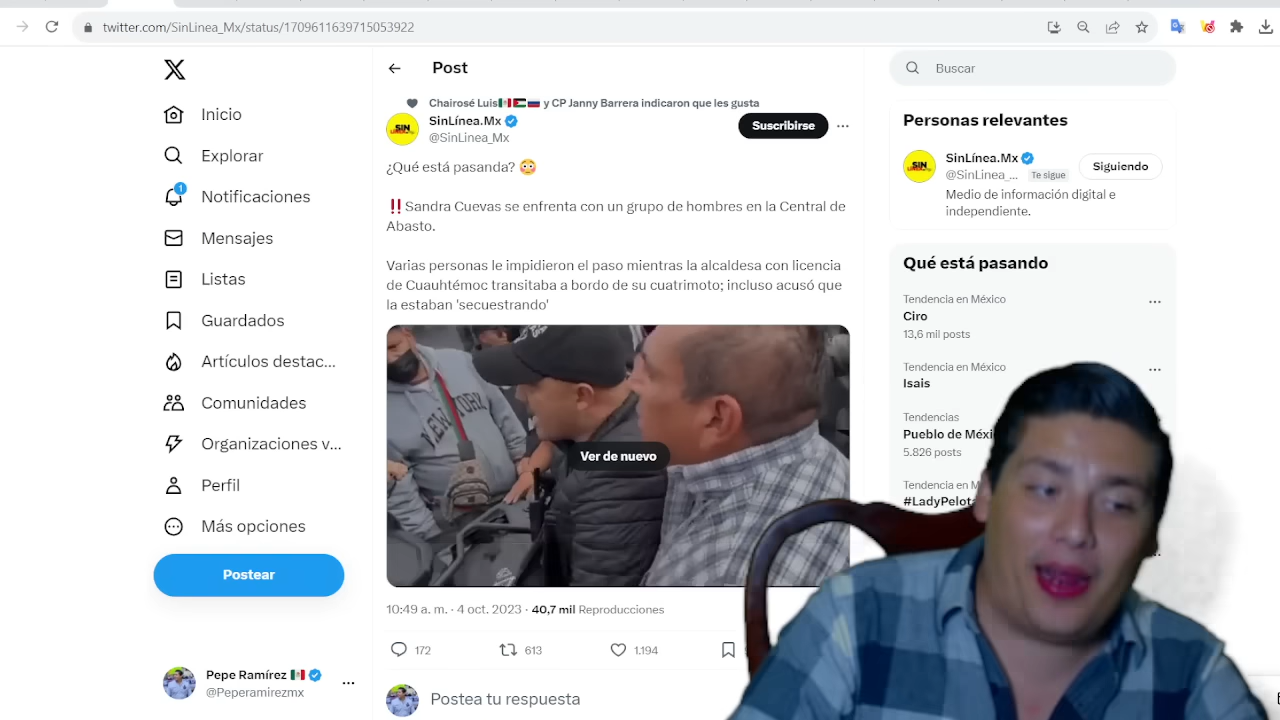 twitter.com/SinLinea_Mx/status/1709611639715053922
Inicio
Explorar
1
Notificaciones
Mensajes
Listas
Guardados
Artículos destac...
Comunidades
Organizaciones v...
Perfil
Más opciones
Postear
Pepe Ramírez
@Peperamirezmx
Post
Chairosé Luis y CP Janny Barrera indicaron que les gusta
SinLínea.Mx
@SinLinea_Mx
Suscribirse
¿Qué está pasanda? 😳
‼️Sandra Cuevas se enfrenta con un grupo de hombres en la Central de
Abasto.
Varias personas le impidieron el paso mientras la alcaldesa con licencia
de Cuauhtémoc transitaba a bordo de su cuatrimoto; incluso acusó que
la estaban 'secuestrando'
NEW YORK
Ver de nuevo
10:49 a. m. · 4 oct. 2023 · 40,7 mil Reproducciones
172
613
1.194
Postea tu respuesta
Buscar
Personas relevantes
SIN
SinLínea.Mx
@SinLinea_...
Te sigue
Siguiendo
Medio de información digital e
independiente.
Qué está pasando
Tendencia en México
Ciro
13,6 mil posts
Tendencia en México
Isais
Tendencias
Pueblo de Méxi
5.826 posts
Tendencia en M
#LadyPelota